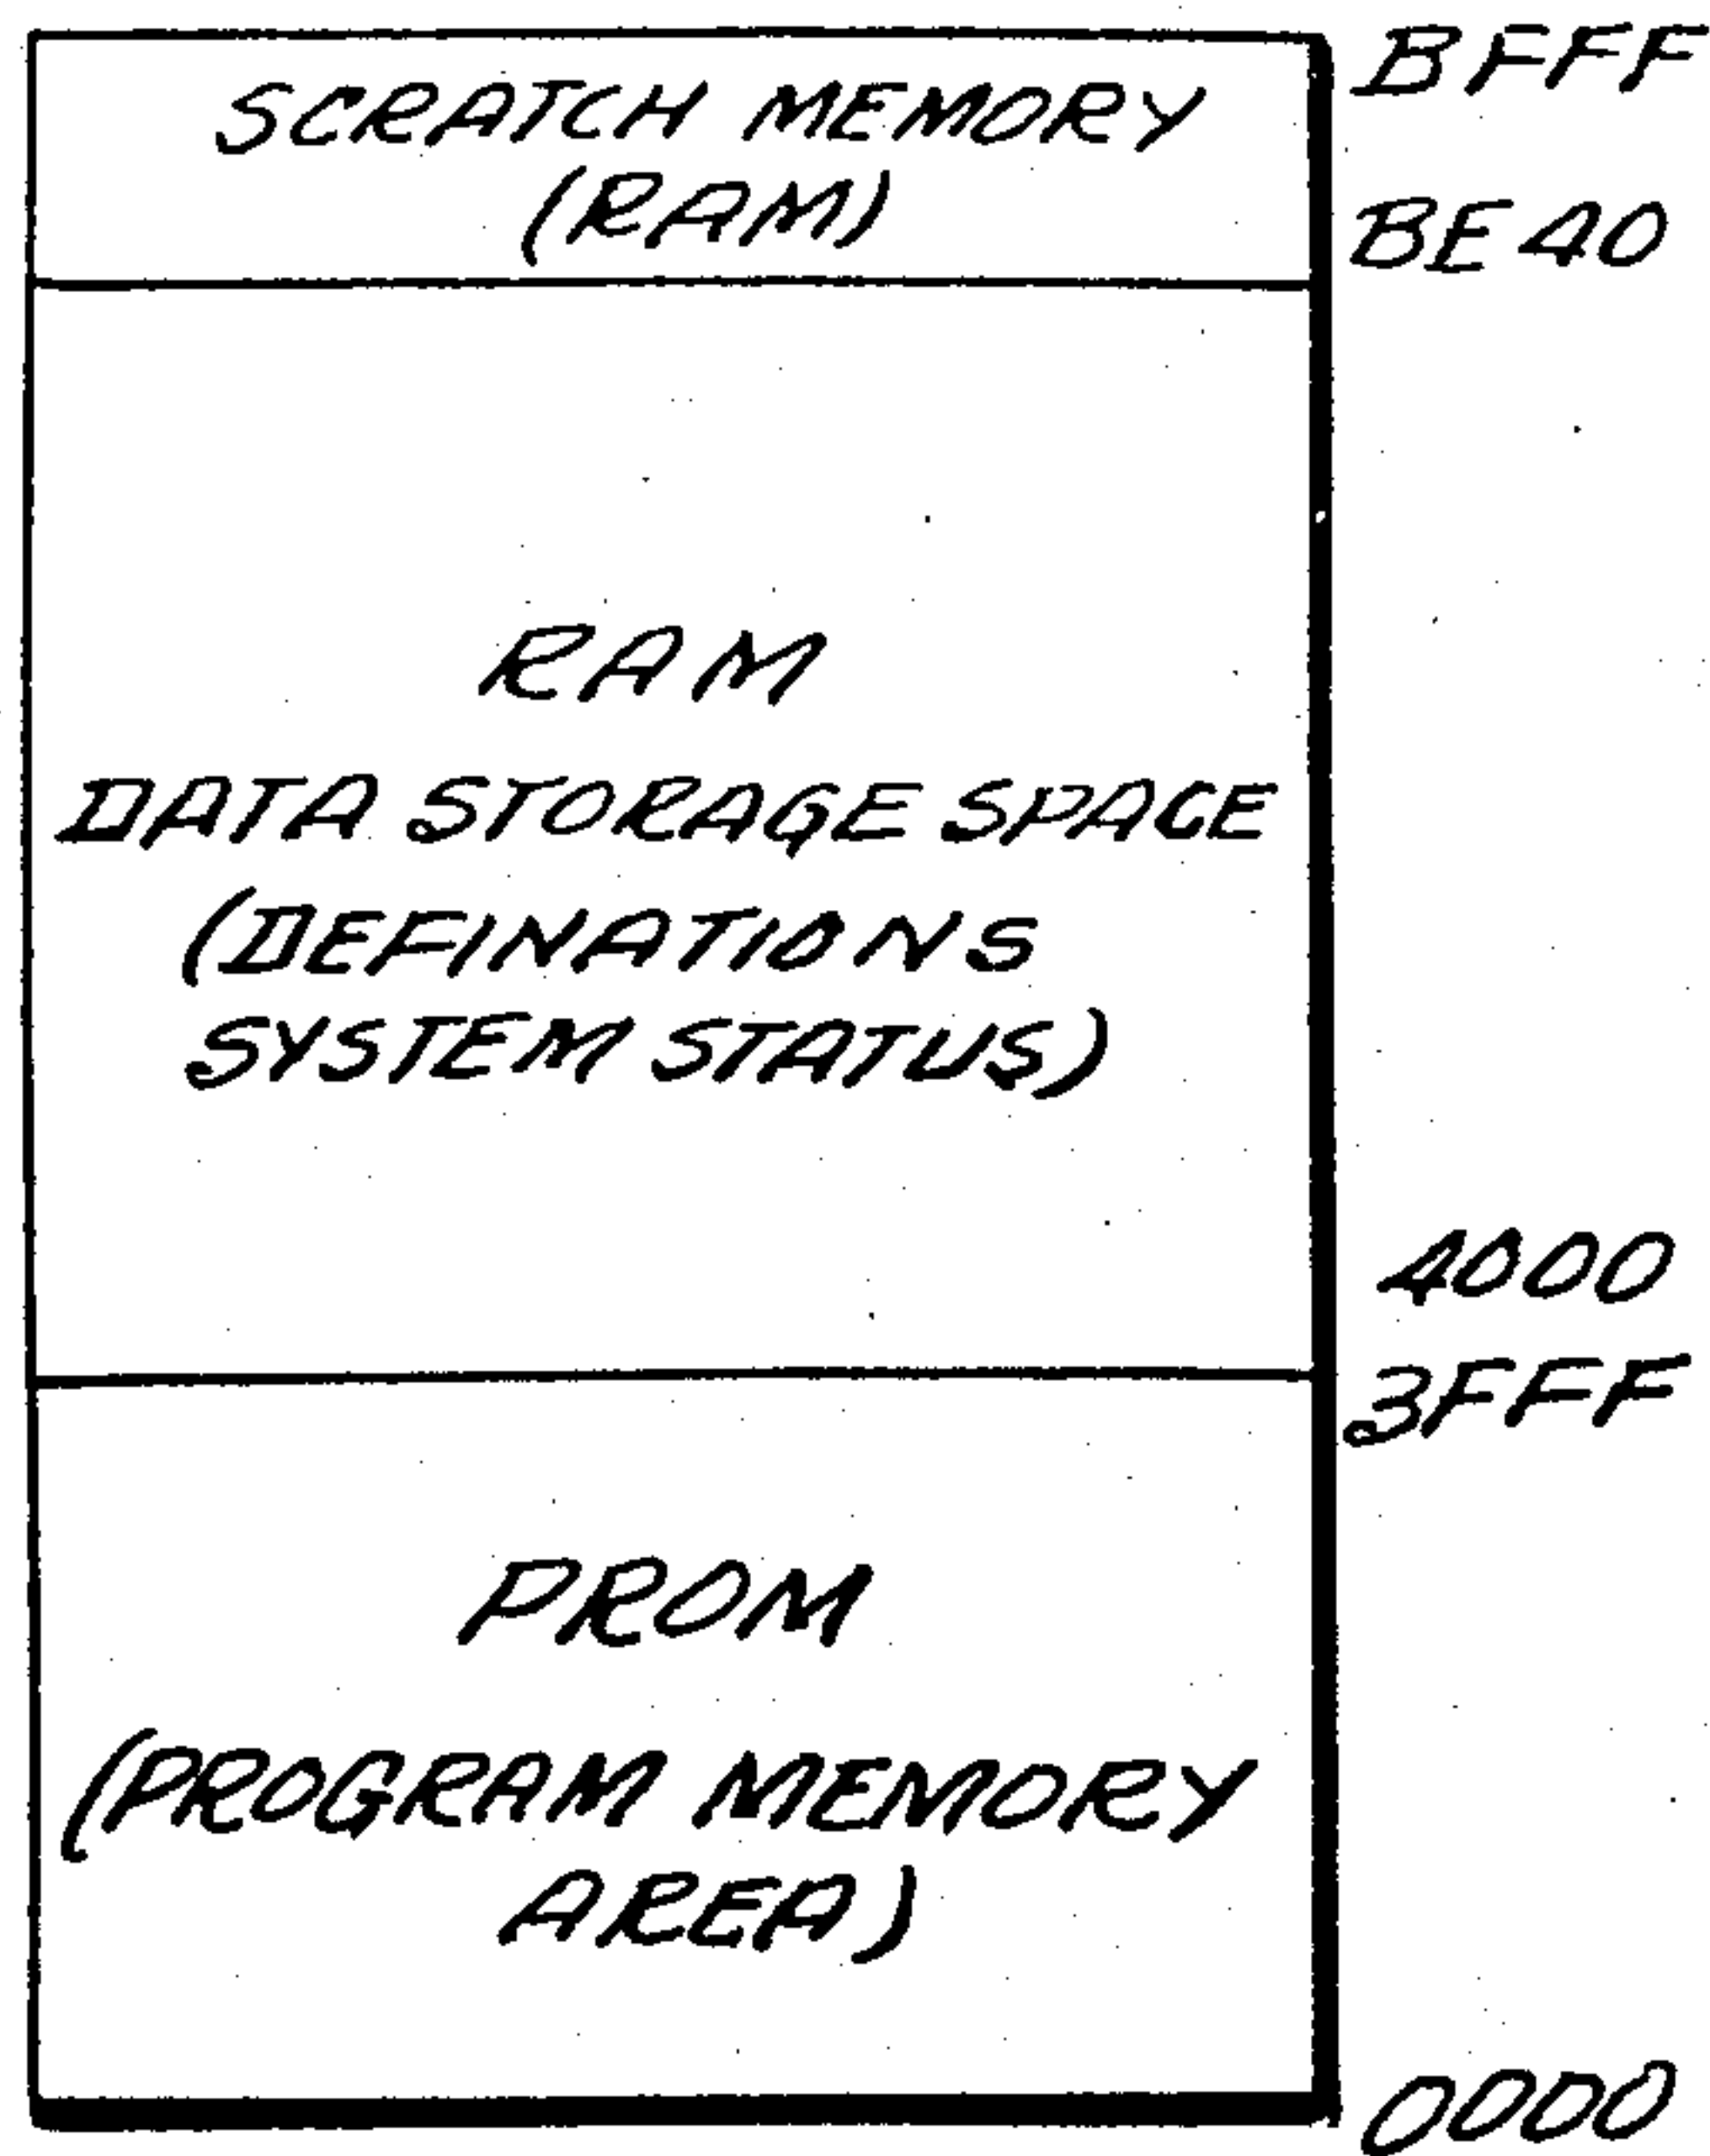 SCRATCH MEMORY
(RAM)
BFFF
BE40
RAM
DATA STORAGE SPACE
(DEFINATIONS
SYSTEM STATUS)
4000
3FFF
PROM
(PROGRAM MEMORY
AREA)
0000